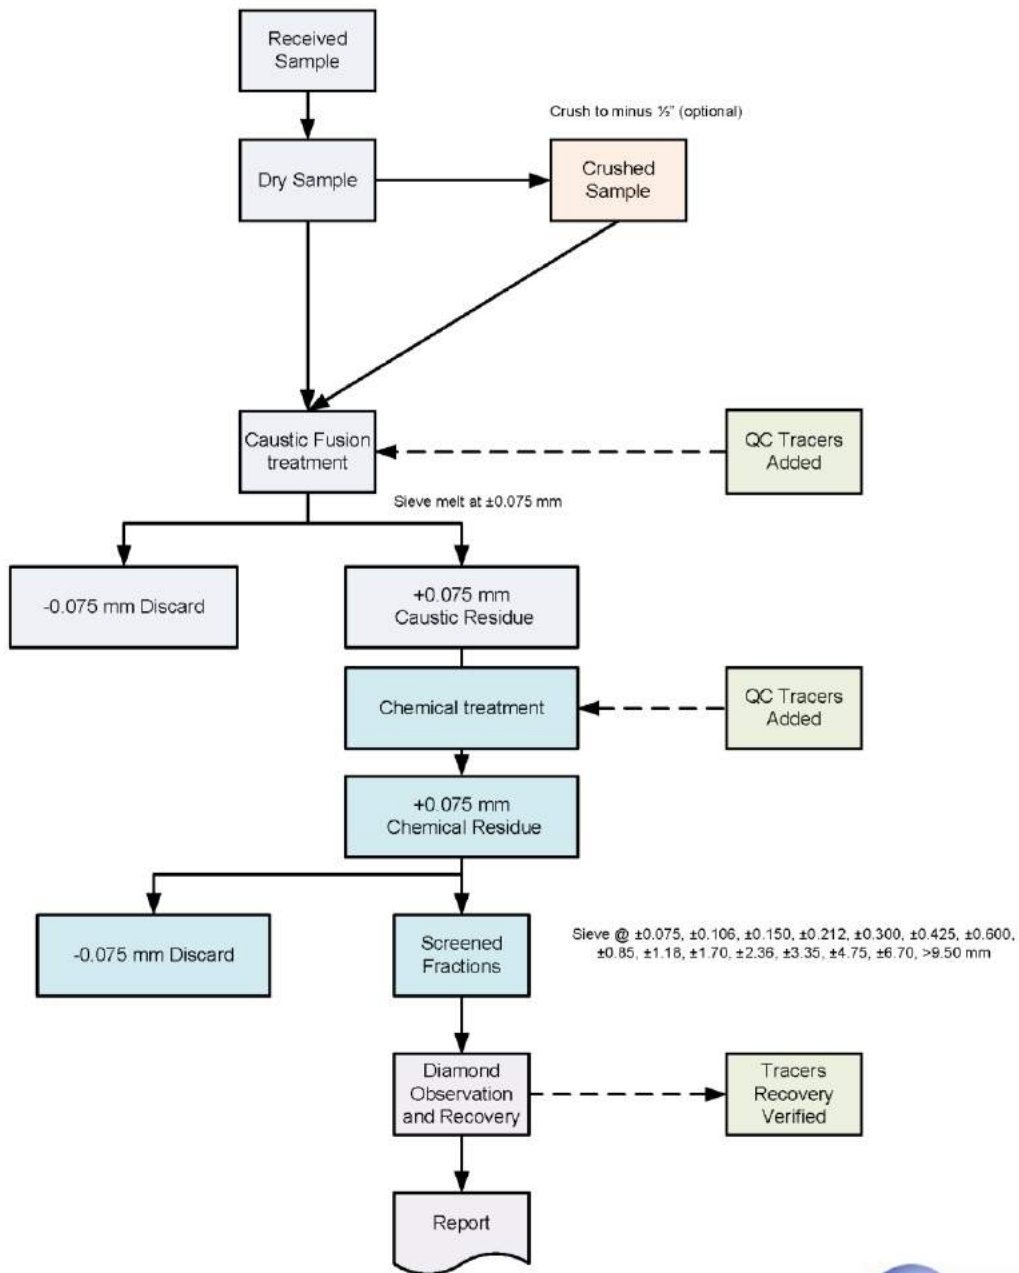 Received
Sample
Crush to minus ½" (optional)
Dry Sample
Crushed
Sample
Caustic Fusion
treatment
QC Tracers
Added
Sieve melt at ±0.075 mm
-0.075 mm Discard
+0.075 mm
Caustic Residue
Chemical treatment
QC Tracers
Added
+0.075 mm
Chemical Residue
-0.075 mm Discard
Screened
Fractions
Sieve @ ±0.075, ±0.106, ±0.150, ±0.212, ±0.300, ±0.425, ±0.600,
±0.85, ±1.18, ±1.70, ±2.36, ±3.35, ±4.75, ±6.70, >9.50 mm
Diamond
Observation
and Recovery
Tracers
Recovery
Verified
Report